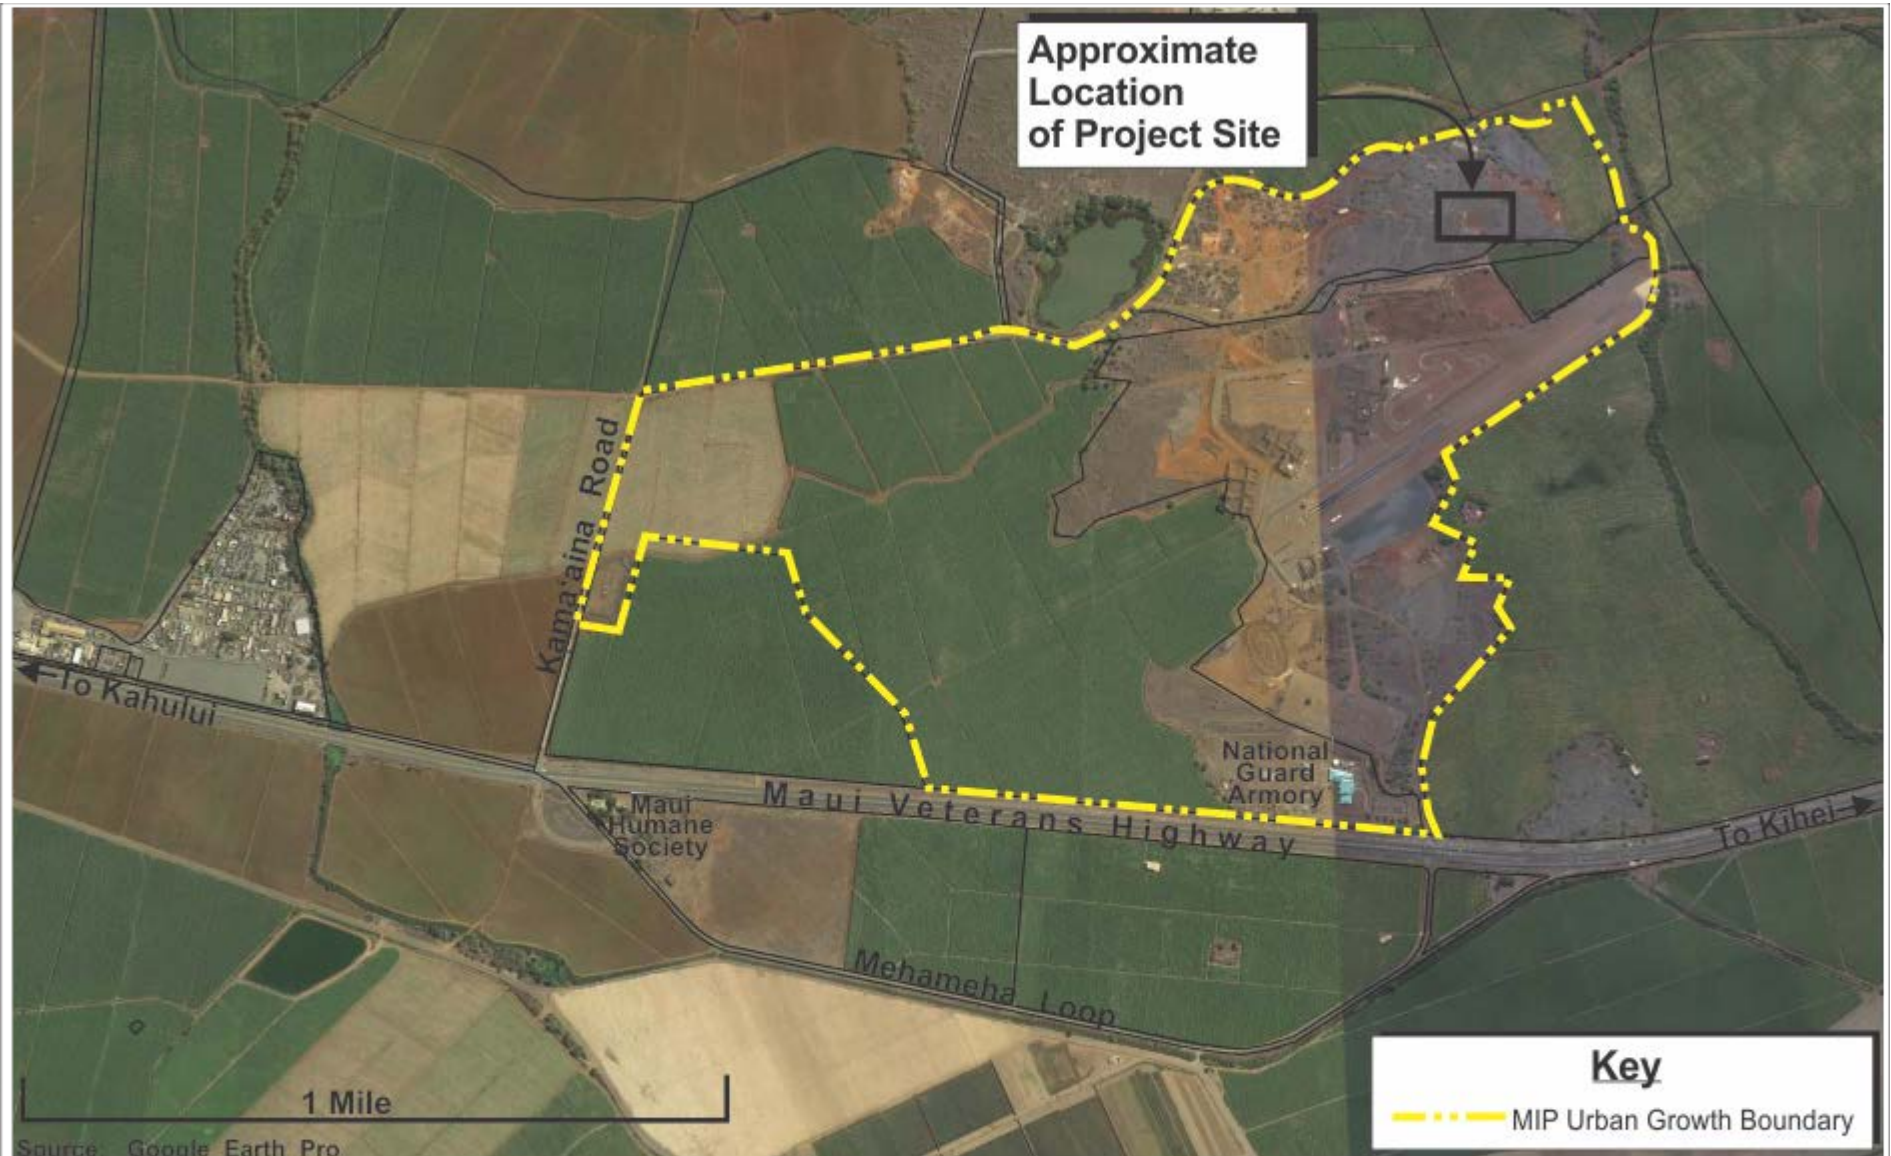 Approximate
Location
of Project Site
Kama'aina Road
To Kahului
National
Guard
Armory
Maui Veterans Highway
Maui
Humane
Society
To Kihei
Mehameha Loop
Key
MIP Urban Growth Boundary
1 Mile
Source: Google Earth Pro